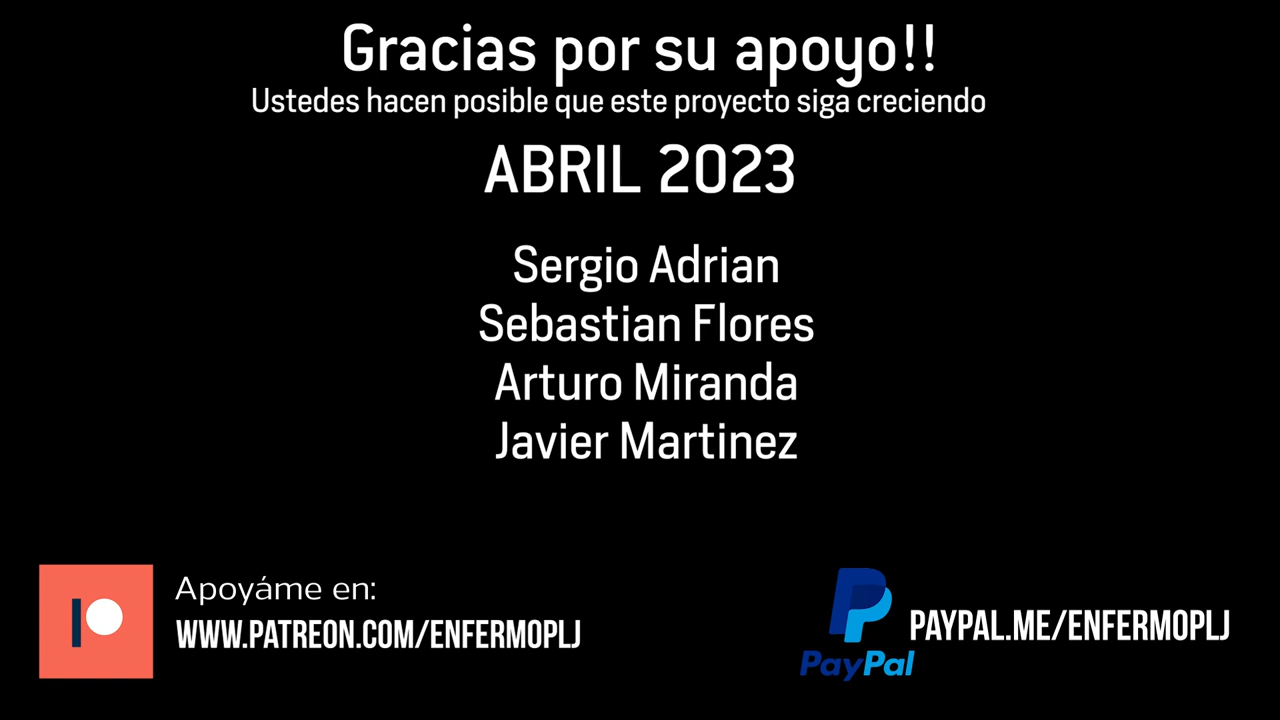 Gracias por su apoyo!!
Ustedes hacen posible que este proyecto siga creciendo
ABRIL 2023
Sergio Adrian
Sebastian Flores
Arturo Miranda
Javier Martinez
Apoyáme en:
WWW.PATREON.COM/ENFERMOPLJ
PayPal
PAYPAL.ME/ENFERMOPLJ